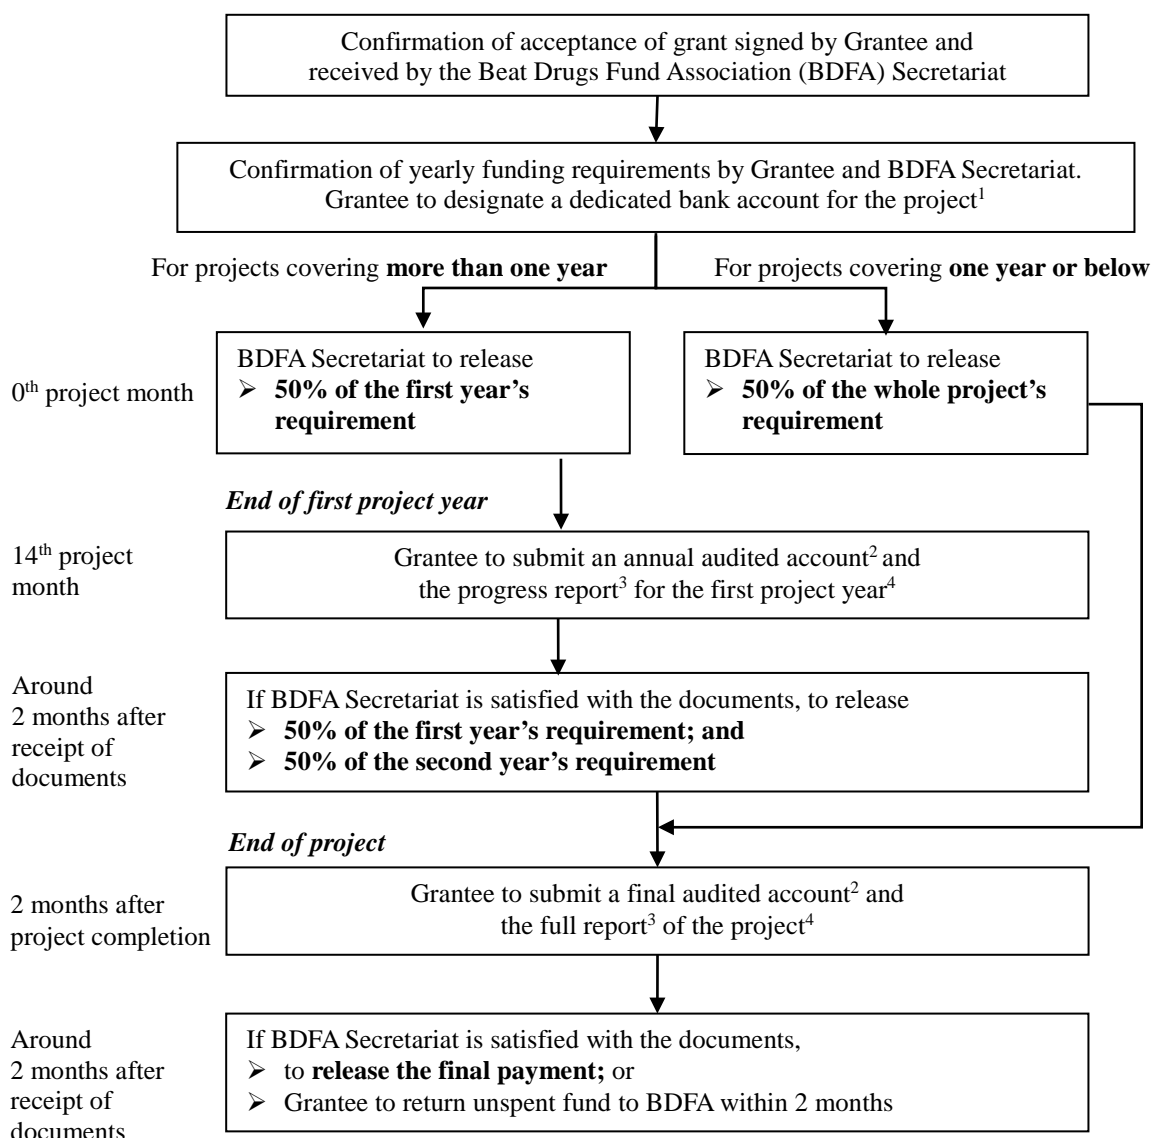 Confirmation of acceptance of grant signed by Grantee and
received by the Beat Drugs Fund Association (BDFA) Secretariat
Confirmation of yearly funding requirements by Grantee and BDFA Secretariat.
Grantee to designate a dedicated bank account for the project¹
For projects covering more than one year
For projects covering one year or below
0th project month
BDFA Secretariat to release
➢ 50% of the first year’s
requirement
BDFA Secretariat to release
➢ 50% of the whole project’s
requirement
End of first project year
14th project
month
Grantee to submit an annual audited account² and
the progress report³ for the first project year⁴
Around
2 months after
receipt of
documents
If BDFA Secretariat is satisfied with the documents, to release
➢ 50% of the first year’s requirement; and
➢ 50% of the second year’s requirement
End of project
2 months after
project completion
Grantee to submit a final audited account² and
the full report³ of the project⁴
Around
2 months after
receipt of
documents
If BDFA Secretariat is satisfied with the documents,
➢ to release the final payment; or
➢ Grantee to return unspent fund to BDFA within 2 months